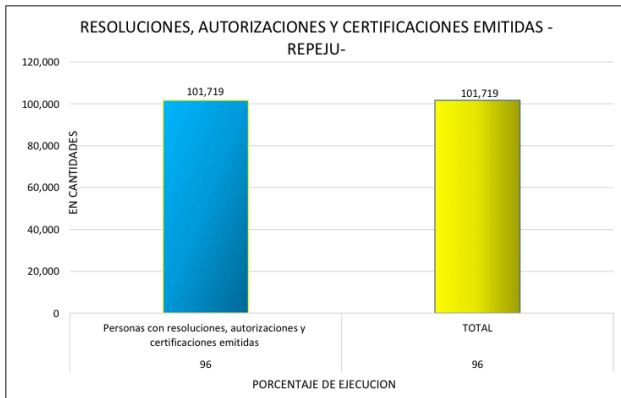 RESOLUCIONES, AUTORIZACIONES Y CERTIFICACIONES EMITIDAS -
REPEJU-
120,000
100,000
80,000
60,000
40,000
20,000
0
EN CANTIDADES
101,719
101,719
Personas con resoluciones, autorizaciones y
certificaciones emitidas
TOTAL
96
96
PORCENTAJE DE EJECUCION